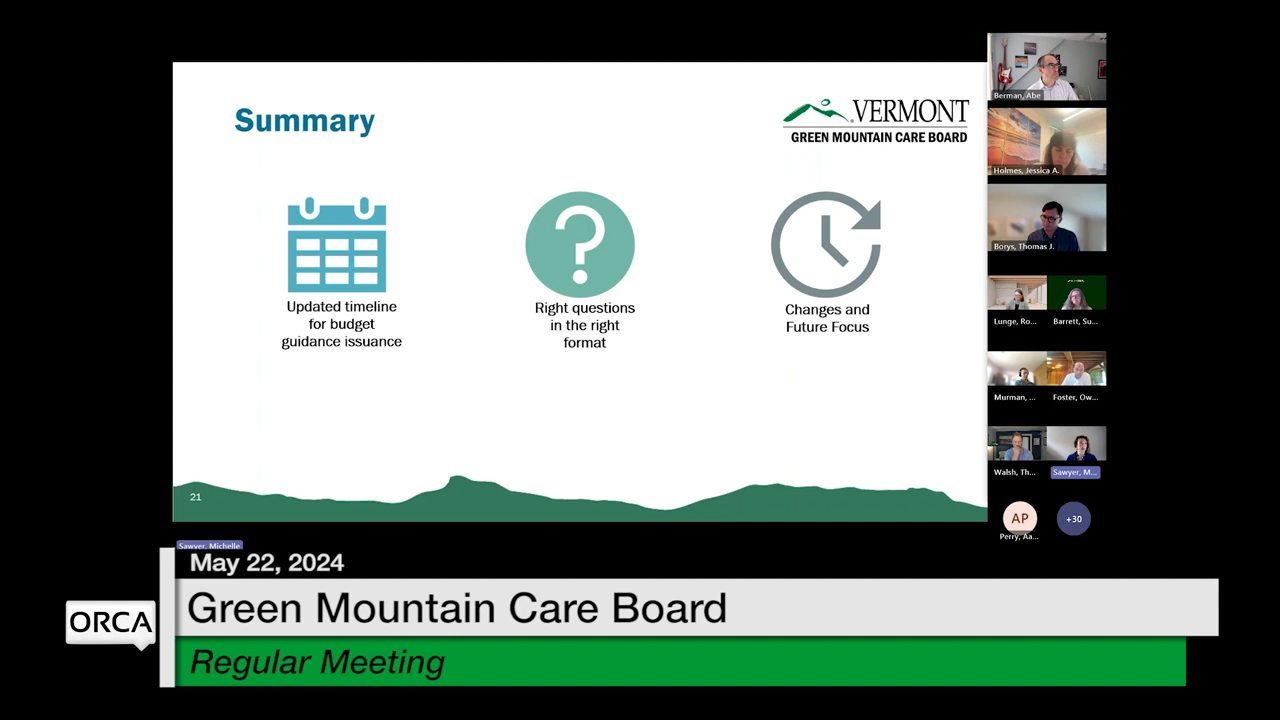 Summary
VERMONT
GREEN MOUNTAIN CARE BOARD
Updated timeline
for budget
guidance issuance
Right questions
in the right
format
Changes and
Future Focus
21
Berman, Abe
Holmes, Jessica A.
Borys, Thomas J.
Lunge, Ro...
Barrett, Su...
Murman, ...
Foster, Ow...
Walsh, Th...
Sawyer, M...
AP
+30
Perry, Aa...
Sawyer, Michelle
May 22, 2024
ORCA
Green Mountain Care Board
Regular Meeting